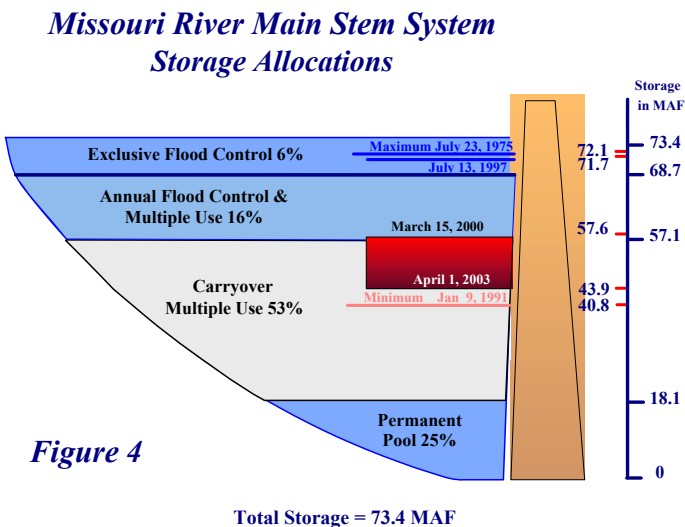 Missouri River Main Stem System
Storage Allocations
Storage
in MAF
Exclusive Flood Control 6%
Maximum July 23, 1975
July 13, 1997
72.1
71.7
73.4
68.7
Annual Flood Control &
Multiple Use 16%
March 15, 2000
57.6
57.1
Carryover
Multiple Use 53%
April 1, 2003
43.9
Minimum Jan 9, 1991
40.8
18.1
Permanent
Pool 25%
0
Figure 4
Total Storage = 73.4 MAF